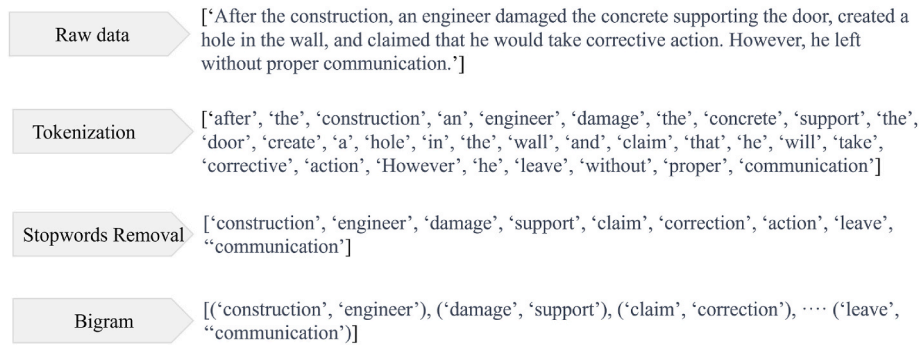 Raw data
['After the construction, an engineer damaged the concrete supporting the door, created a
hole in the wall, and claimed that he would take corrective action. However, he left
without proper communication.']
Tokenization
['after', 'the', 'construction', 'an', 'engineer', 'damage', 'the', 'concrete', 'support', 'the',
'door', 'create', 'a', 'hole', 'in', 'the', 'wall', 'and', 'claim', 'that', 'he', 'will', 'take',
'corrective', 'action', 'However', 'he', 'leave', 'without', 'proper', 'communication']
Stopwords Removal
['construction', 'engineer', 'damage', 'support', 'claim', 'correction', 'action', 'leave',
“communication']
Bigram
[('construction', 'engineer'), ('damage', 'support'), ('claim', 'correction'), ···· ('leave',
“communication')]